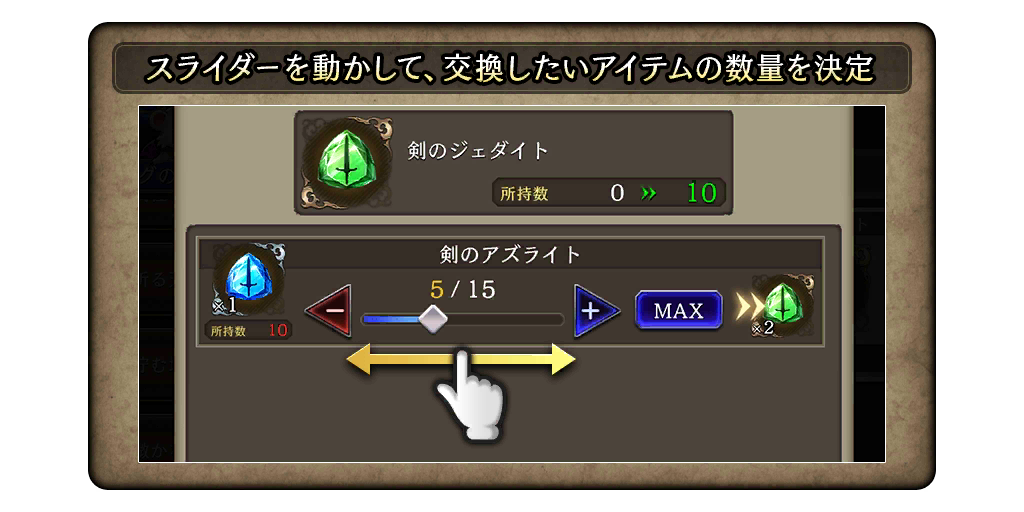 スライダーを動かして、交換したいアイテムの数量を決定
剣のジェダイト
所持数 0 » 10
剣のアズライト
※1
5/15
所持数 10
−
+
MAX
※2